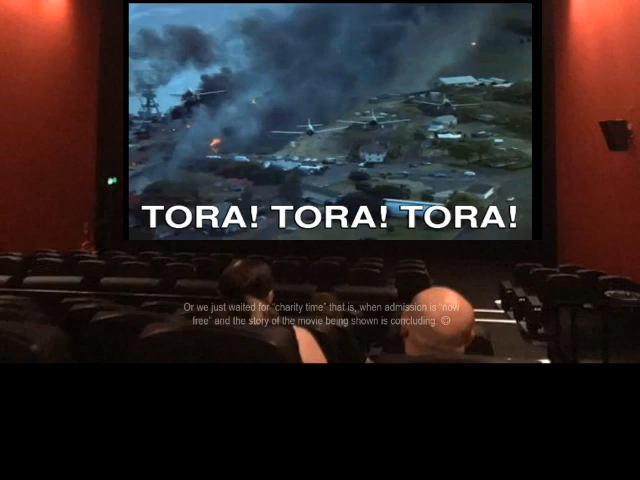 TORA! TORA! TORA!
Or we just waited for “charity time” that is, when admission is “now
free” and the story of the movie being shown is concluding. ☺